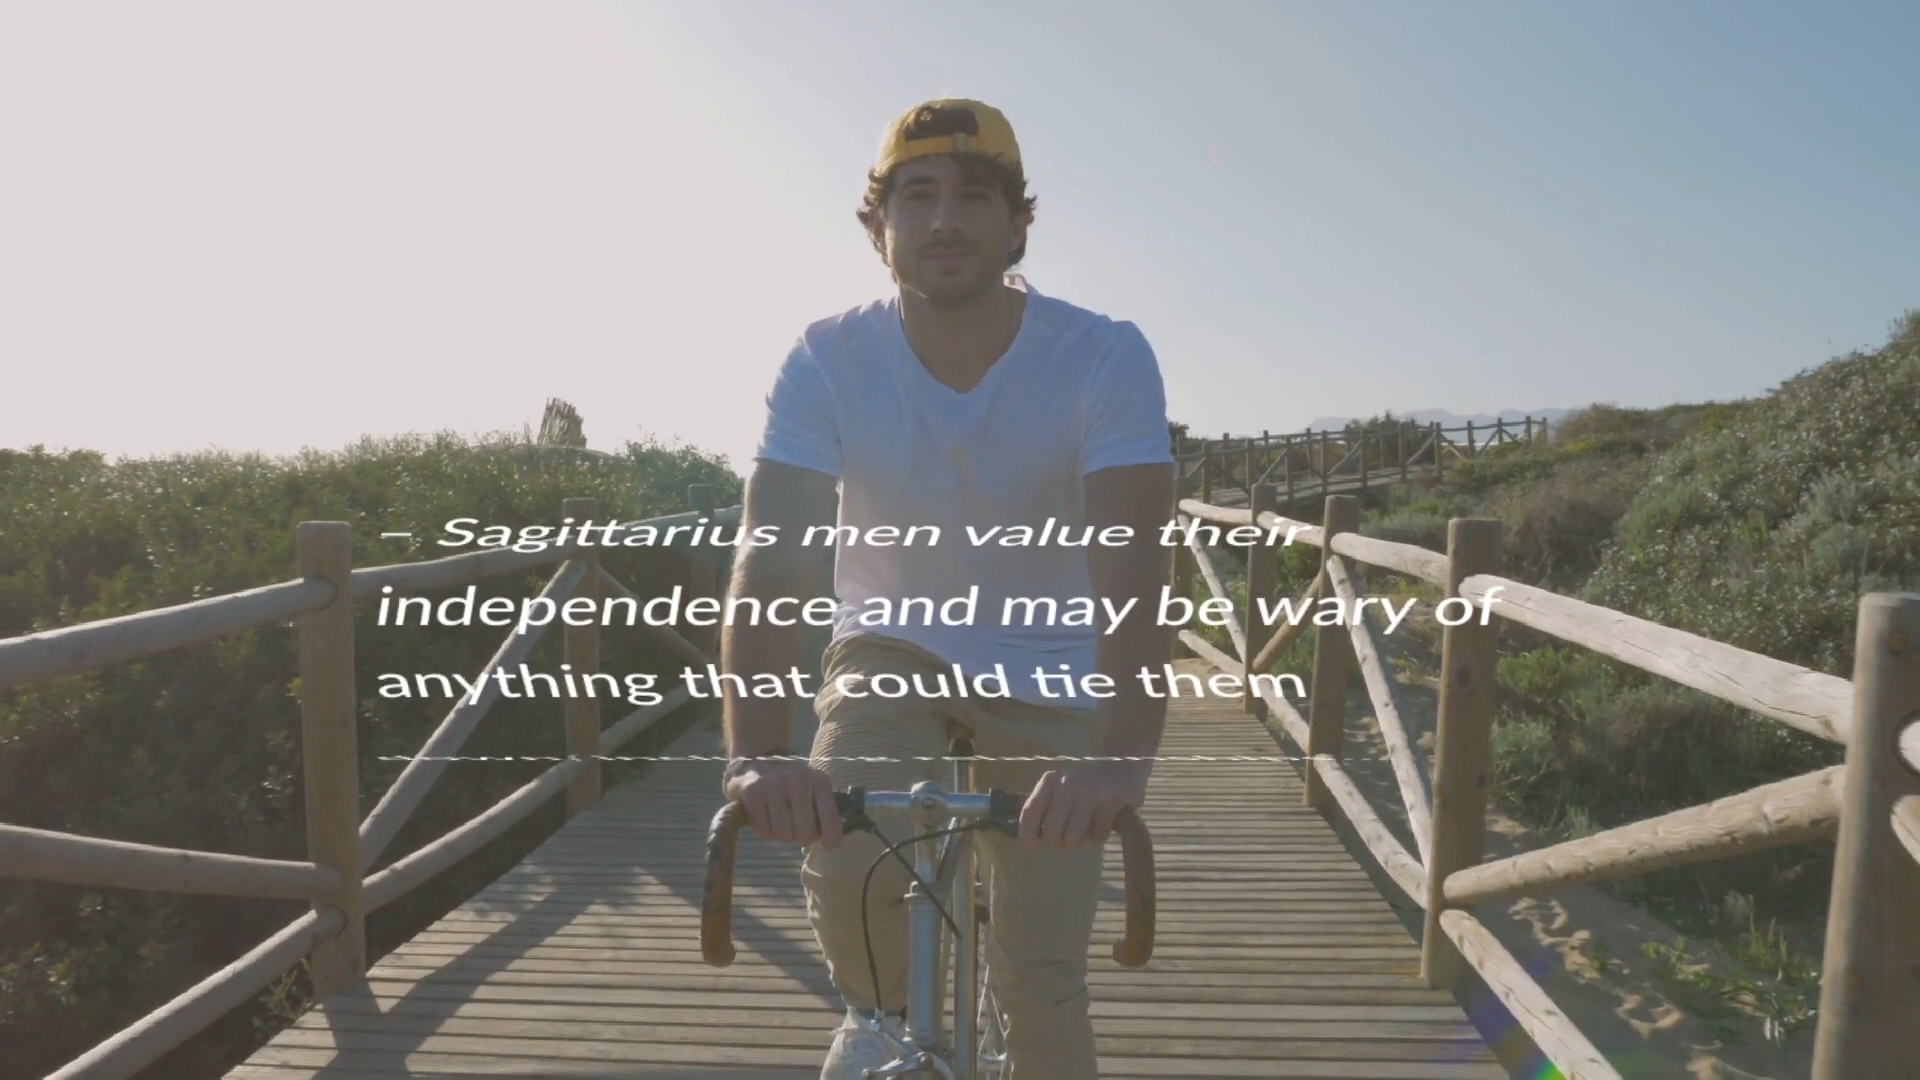 – Sagittarius men value their
independence and may be wary of
anything that could tie them